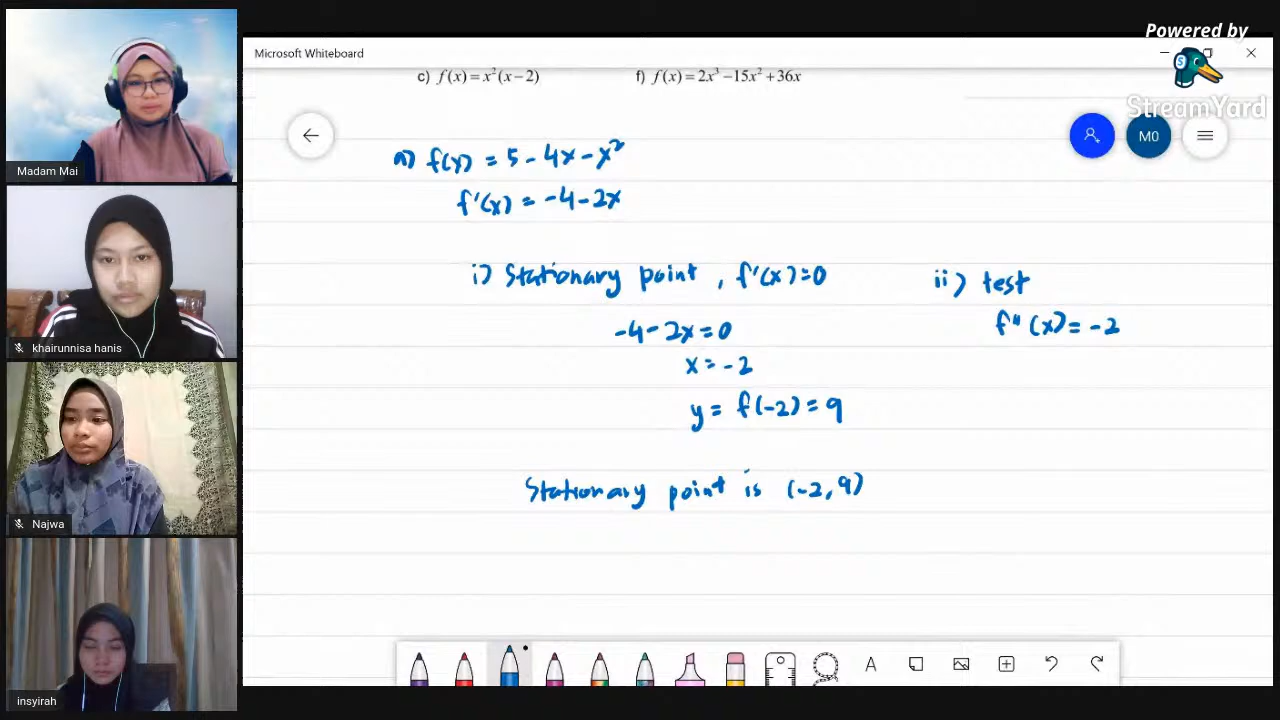 Powered by
StreamYard
Microsoft Whiteboard
c) f(x) = x²(x−2)
f) f(x) = 2x³ −15x² +36x
M0
a) f(x) = 5 - 4x - x²
f'(x) = -4 - 2x
i) Stationary point, f'(x)=0
-4 - 2x = 0
x = -2
y = f(-2) = 9
Stationary point is (-2, 9)
ii) test
f"(x) = -2
A
Madam Mai
khairunnisa hanis
Najwa
insyirah